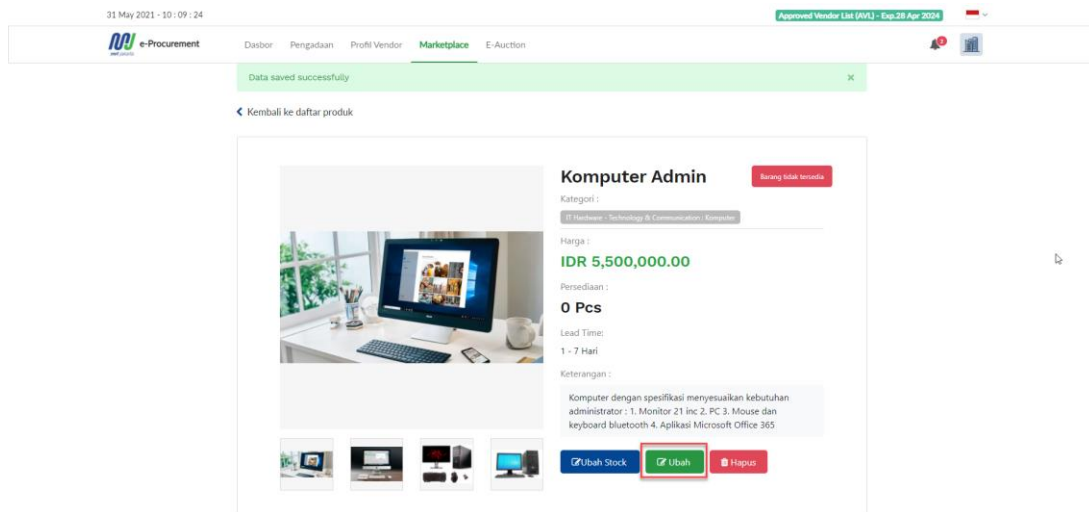 31 May 2021 - 10 : 09 : 24
Approved Vendor List (AVL) - Exp.28 Apr 2024
e-Procurement
Dasbor Pengadaan Profil Vendor Marketplace E-Auction
Data saved successfully ×
Kembali ke daftar produk
Komputer Admin
Barang tidak tersedia
Kategori :
IT Hardware - Technology & Communication : Komputer
Harga :
IDR 5,500,000.00
Persediaan :
0 Pcs
Lead Time:
1 - 7 Hari
Keterangan :
Komputer dengan spesifikasi menyesuaikan kebutuhan
administrator : 1. Monitor 21 inc 2. PC 3. Mouse dan
keyboard bluetooth 4. Aplikasi Microsoft Office 365
Ubah Stock Ubah Hapus